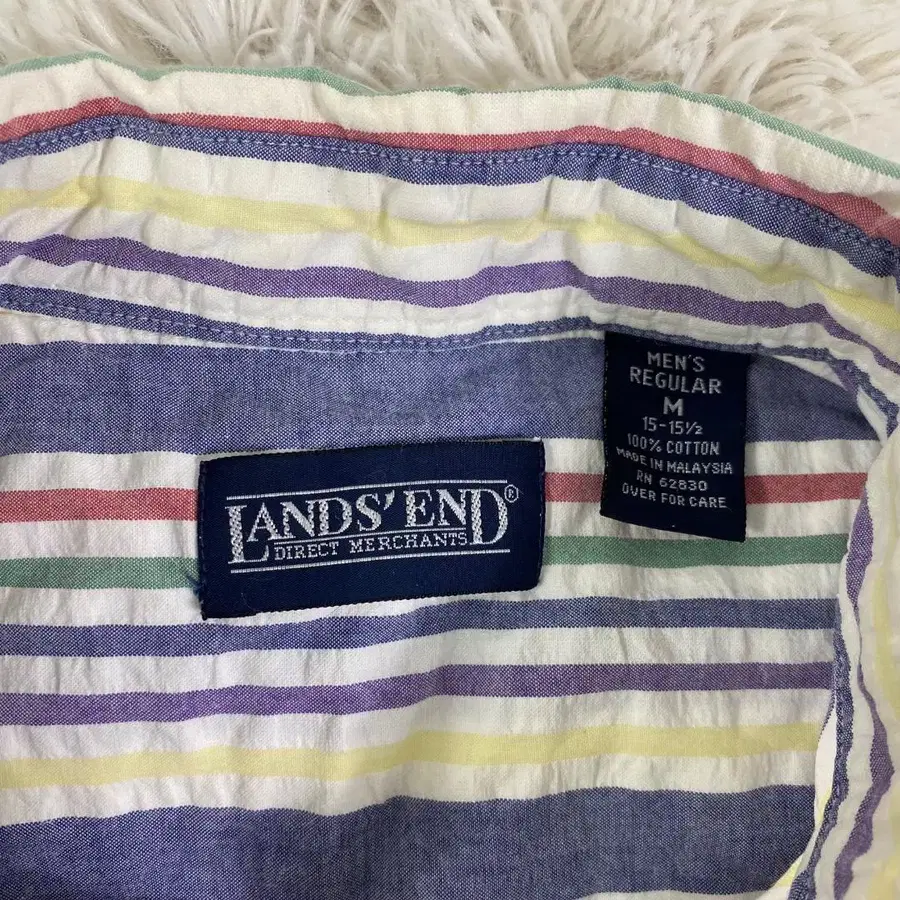 LANDS' END®
DIRECT MERCHANTS
MEN'S
REGULAR
M
15-15½
100% COTTON
MADE IN MALAYSIA
RN 62830
OVER FOR CARE